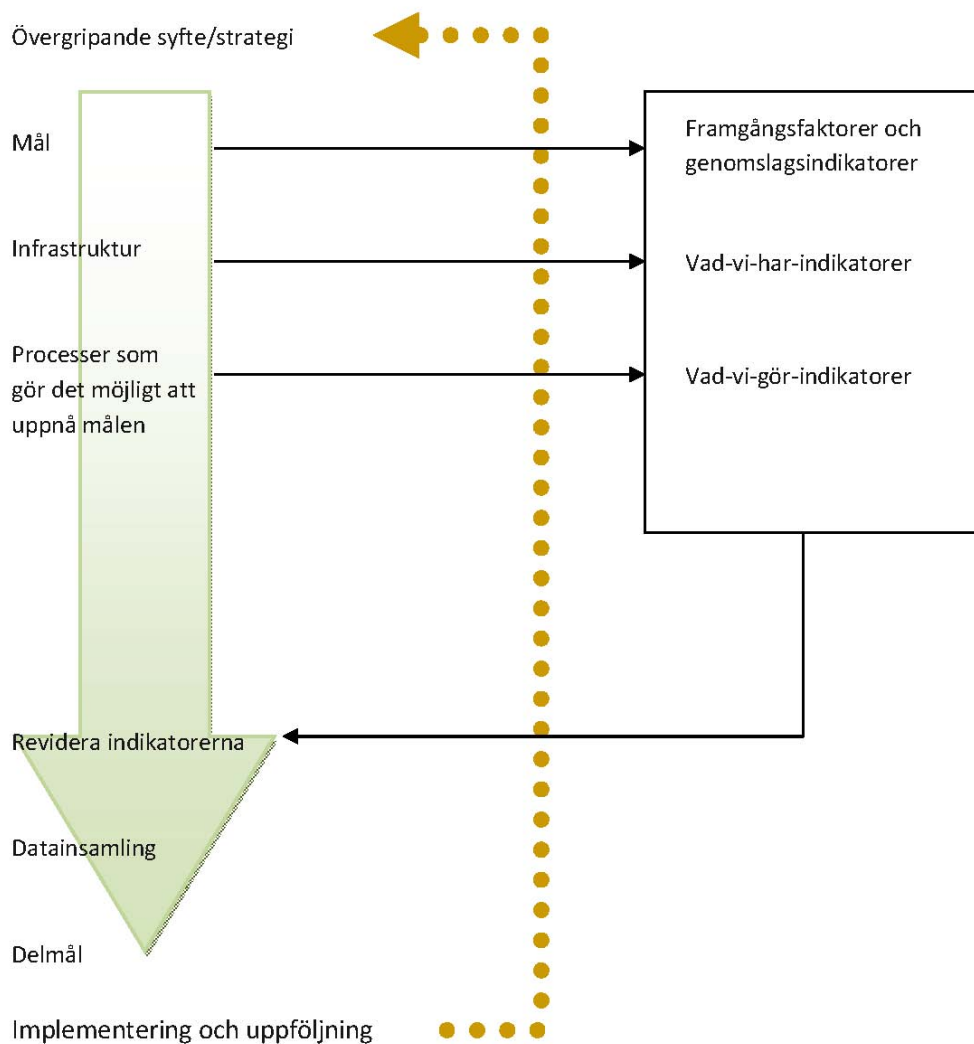 Övergripande syfte/strategi
Mål
Framgångsfaktorer och
genomslagsindikatorer
Infrastruktur
Vad-vi-har-indikatorer
Processer som
gör det möjligt att
uppnå målen
Vad-vi-gör-indikatorer
Revidera indikatorerna
Datainsamling
Delmål
Implementering och uppföljning